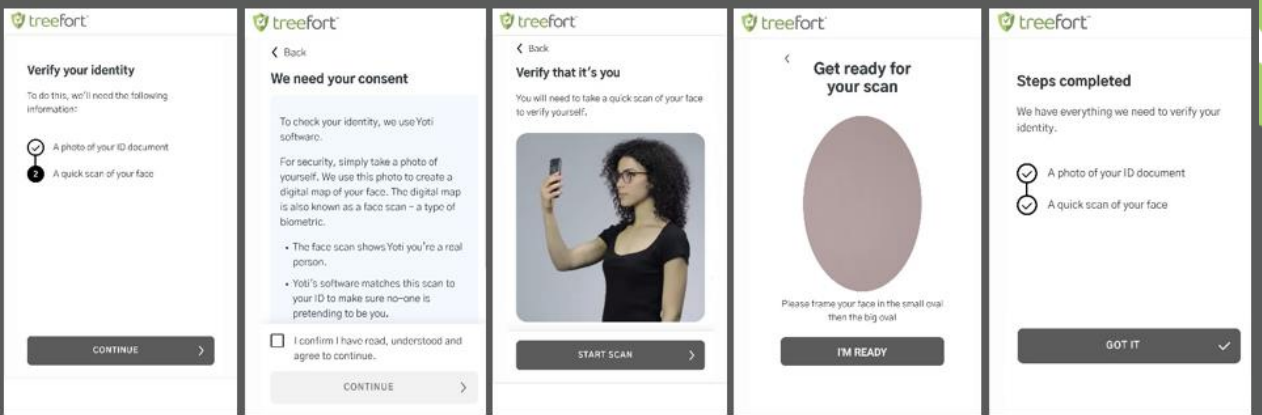 treefort
Verify your identity
To do this, we'll need the following
information:
A photo of your ID document
2 A quick scan of your face
CONTINUE
treefort
Back
We need your consent
To check your identity, we use Yoti
software.
For security, simply take a photo of
yourself. We use this photo to create a
digital map of your face. The digital map
is also known as a face scan – a type of
biometric.
• The face scan shows Yoti you're a real
person.
• Yoti's software matches this scan to
your ID to make sure no-one is
pretending to be you.
I confirm I have read, understood and
agree to continue.
CONTINUE
treefort
Back
Verify that it's you
You will need to take a quick scan of your face
to verify yourself.
START SCAN
treefort
Get ready for
your scan
Please frame your face in the small oval
then the big oval
I'M READY
treefort
Steps completed
We have everything we need to verify your
identity.
A photo of your ID document
A quick scan of your face
GOT IT